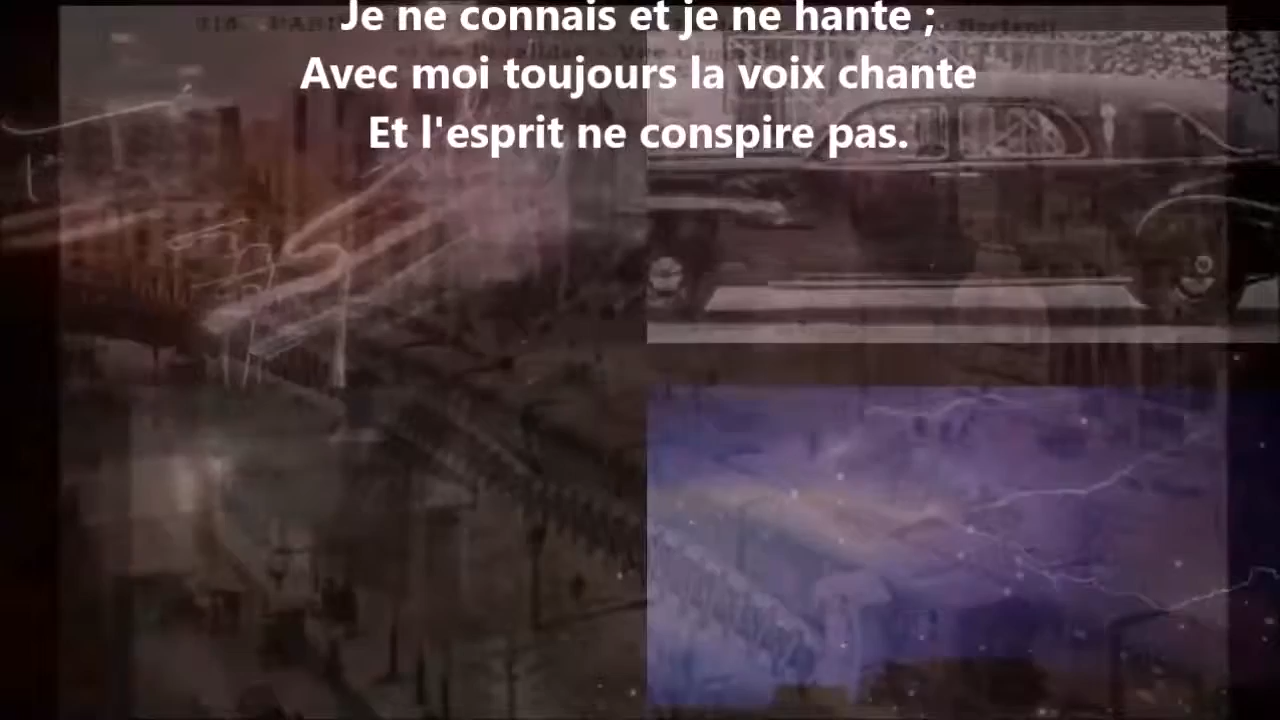 Je ne connais et je ne hante ;
Avec moi toujours la voix chante
Et l'esprit ne conspire pas.